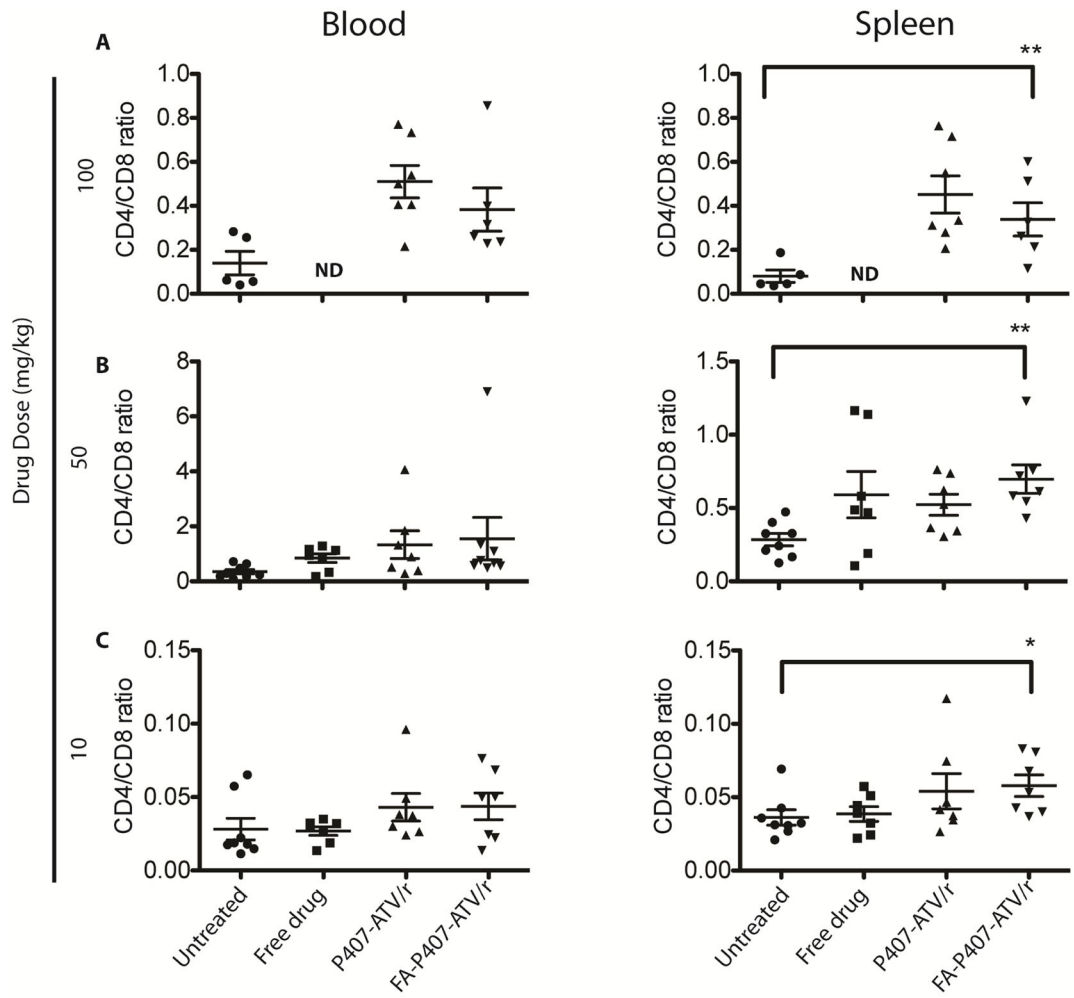 Blood
Spleen
A
**
Drug Dose (mg/kg)
100
CD4/CD8 ratio
1.0
0.8
0.6
0.4
0.2
0.0
ND
CD4/CD8 ratio
1.0
0.8
0.6
0.4
0.2
0.0
ND
B
**
50
CD4/CD8 ratio
8
6
4
2
0
CD4/CD8 ratio
1.5
1.0
0.5
0.0
C
*
10
CD4/CD8 ratio
0.15
0.10
0.05
0.00
CD4/CD8 ratio
0.15
0.10
0.05
0.00
Untreated
Free drug
P407-ATV/r
FA-P407-ATV/r
Untreated
Free drug
P407-ATV/r
FA-P407-ATV/r